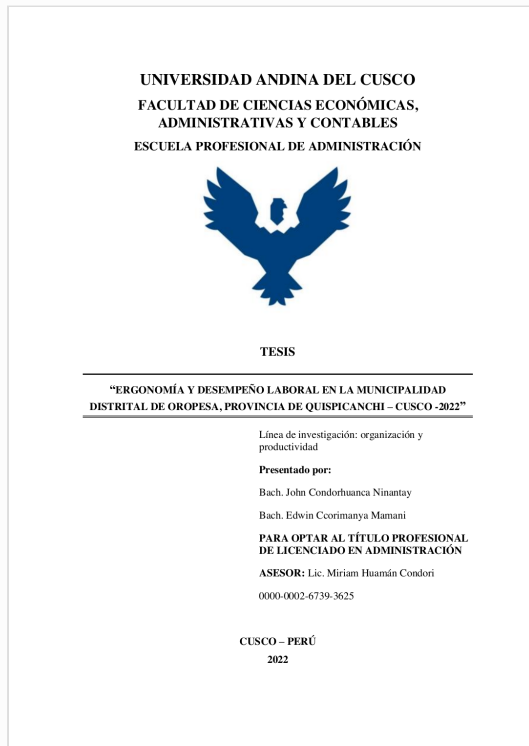 UNIVERSIDAD ANDINA DEL CUSCO
FACULTAD DE CIENCIAS ECONÓMICAS,
ADMINISTRATIVAS Y CONTABLES
ESCUELA PROFESIONAL DE ADMINISTRACIÓN
TESIS
“ERGONOMÍA Y DESEMPEÑO LABORAL EN LA MUNICIPALIDAD
DISTRITAL DE OROPESA, PROVINCIA DE QUISPICANCHI – CUSCO -2022”
Línea de investigación: organización y
productividad
Presentado por:
Bach. John Condorhuanca Ninantay
Bach. Edwin Ccorimanya Mamani
PARA OPTAR AL TÍTULO PROFESIONAL
DE LICENCIADO EN ADMINISTRACIÓN
ASESOR: Lic. Miriam Huamán Condori
0000-0002-6739-3625
CUSCO – PERÚ
2022